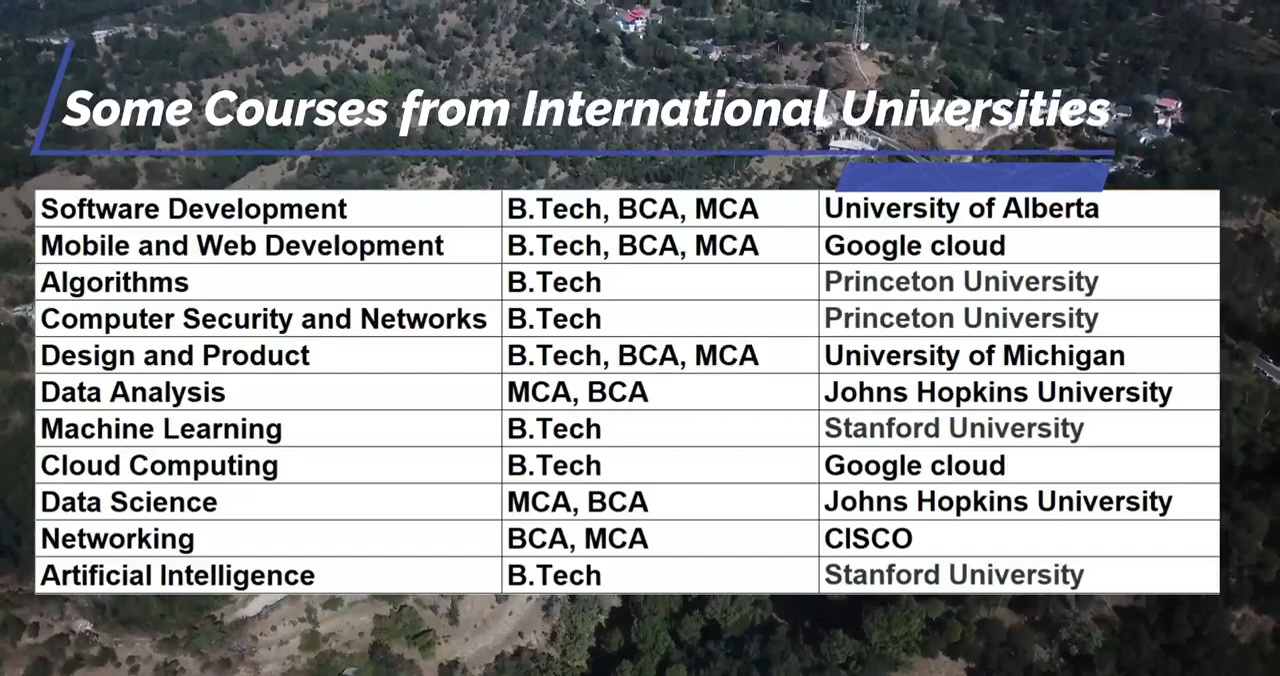 Some Courses from International Universities
Software Development B.Tech, BCA, MCA University of Alberta
Mobile and Web Development B.Tech, BCA, MCA Google cloud
Algorithms B.Tech Princeton University
Computer Security and Networks B.Tech Princeton University
Design and Product B.Tech, BCA, MCA University of Michigan
Data Analysis MCA, BCA Johns Hopkins University
Machine Learning B.Tech Stanford University
Cloud Computing B.Tech Google cloud
Data Science MCA, BCA Johns Hopkins University
Networking BCA, MCA CISCO
Artificial Intelligence B.Tech Stanford University